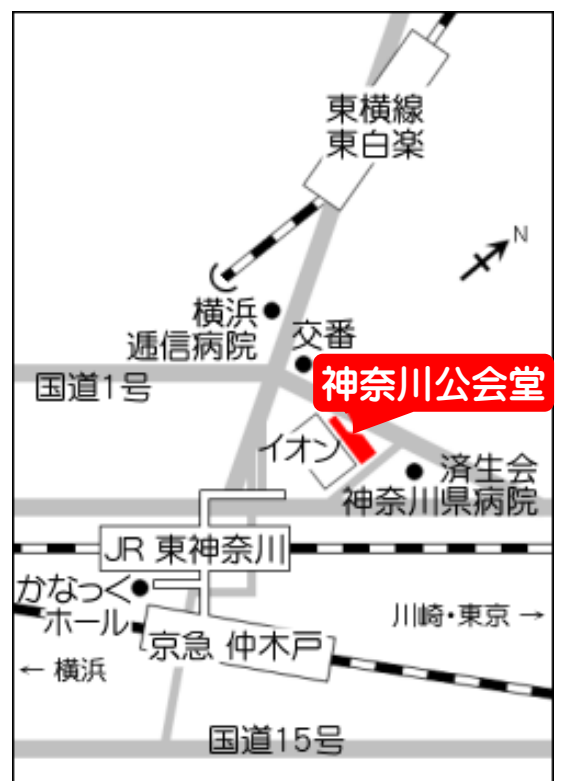 東横線
東白楽
N
横浜
逓信病院
交番
国道1号
神奈川公会堂
イオン
済生会
神奈川県病院
JR 東神奈川
かなっく
ホール
川崎・東京 →
京急 仲木戸
← 横浜
国道15号